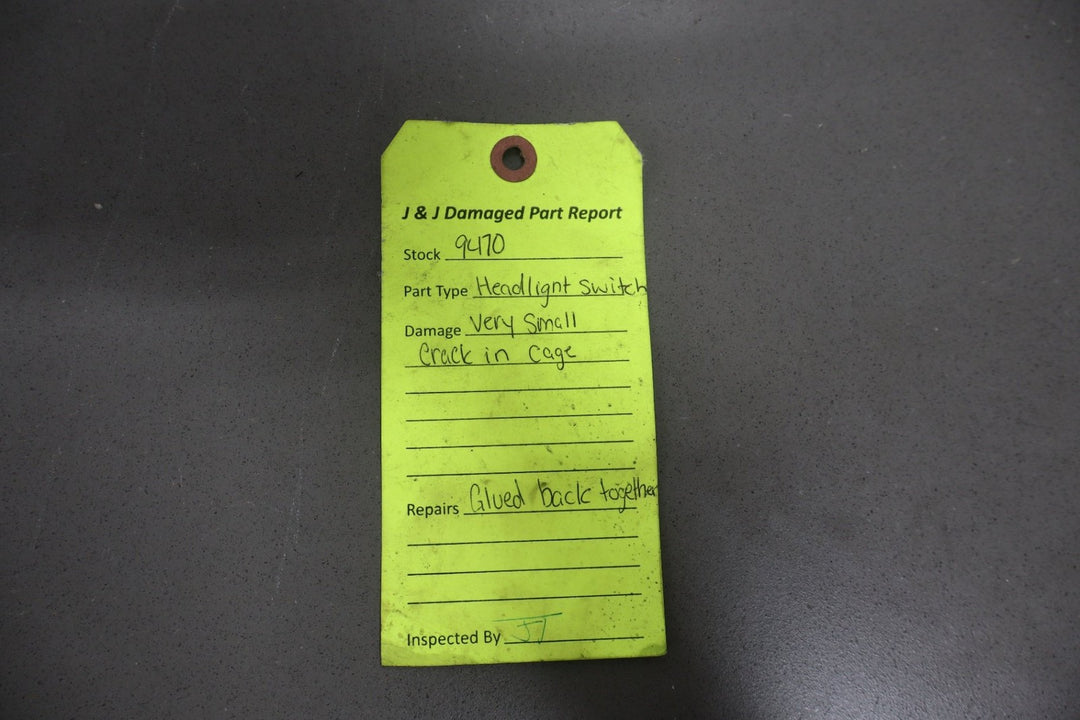 J & J Damaged Part Report
Stock 9470
Part Type Headlight switch
Damage Very Small
Crack in Cage
Repairs Glued back together
Inspected By JT